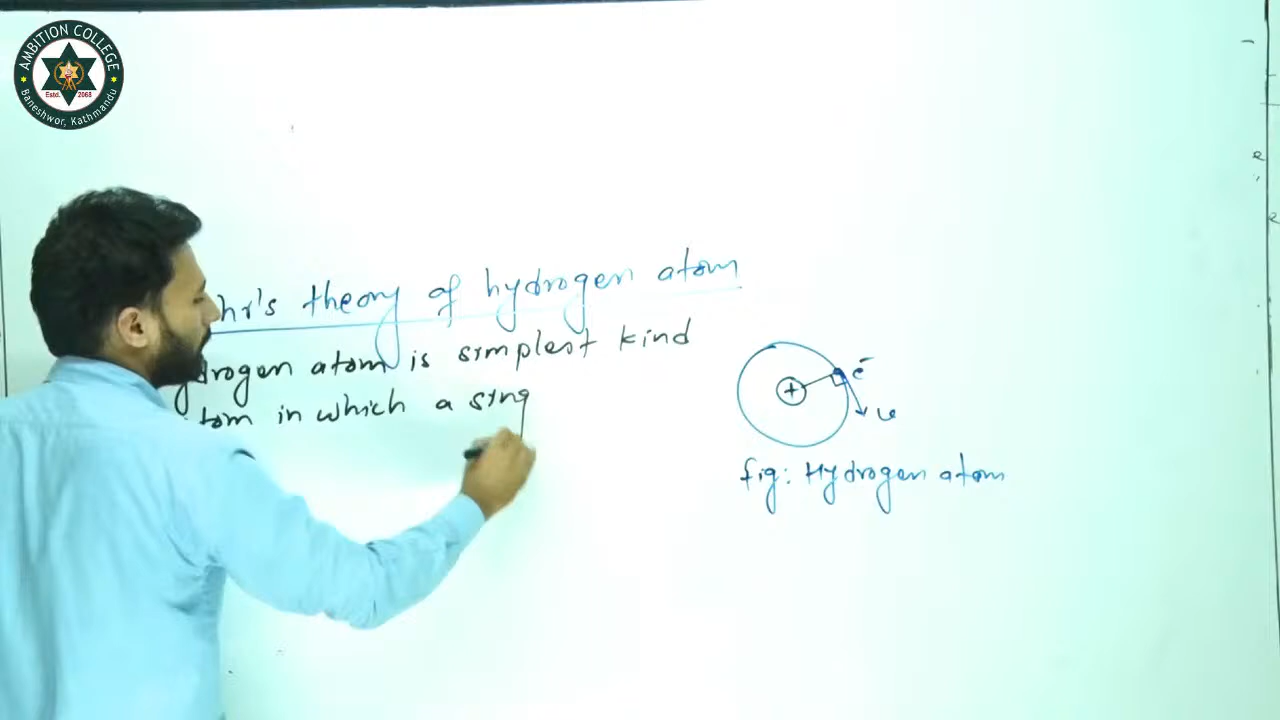 AMBITION COLLEGE
Estd. 2068
Baneshwor, Kathmandu
hr's theory of hydrogen atom
drogen atom is simplest kind
tom in which a sing
+
e-
v
fig: Hydrogen atom